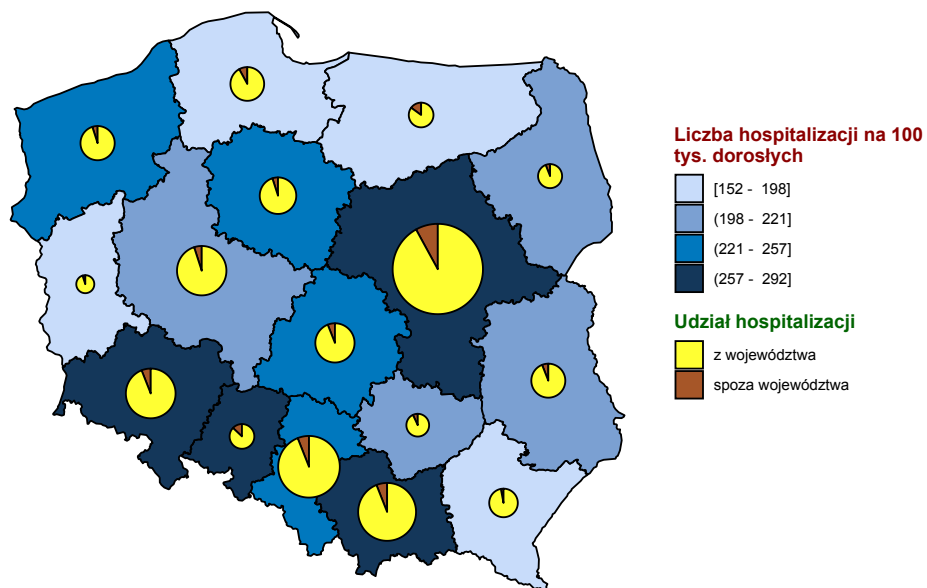 Liczba hospitalizacji na 100
tys. dorosłych
[152 - 198]
(198 - 221]
(221 - 257]
(257 - 292]
Udział hospitalizacji
z województwa
spoza województwa